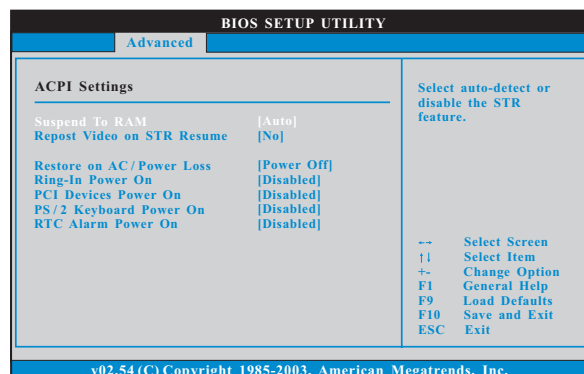 BIOS SETUP UTILITY
Advanced
ACPI Settings
Suspend To RAM [Auto]
Repost Video on STR Resume [No]
Restore on AC / Power Loss [Power Off]
Ring-In Power On [Disabled]
PCI Devices Power On [Disabled]
PS / 2 Keyboard Power On [Disabled]
RTC Alarm Power On [Disabled]
Select auto-detect or
disable the STR
feature.
←→ Select Screen
↑↓ Select Item
+- Change Option
F1 General Help
F9 Load Defaults
F10 Save and Exit
ESC Exit
v02.54 (C) Copyright 1985-2003, American Megatrends, Inc.